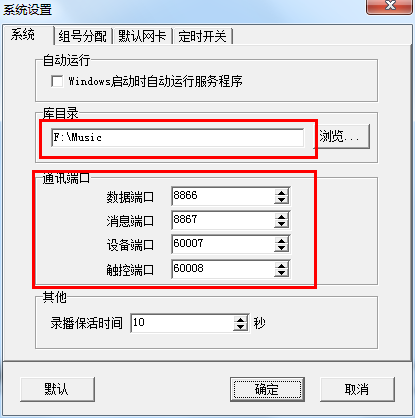 系统设置
系统 组号分配 默认网卡 定时开关
自动运行
Windows启动时自动运行服务程序
库目录
F:\Music 浏览...
通讯端口
数据端口 8866
消息端口 8867
设备端口 60007
触控端口 60008
其他
录播保活时间 10 秒
默认 确定 取消